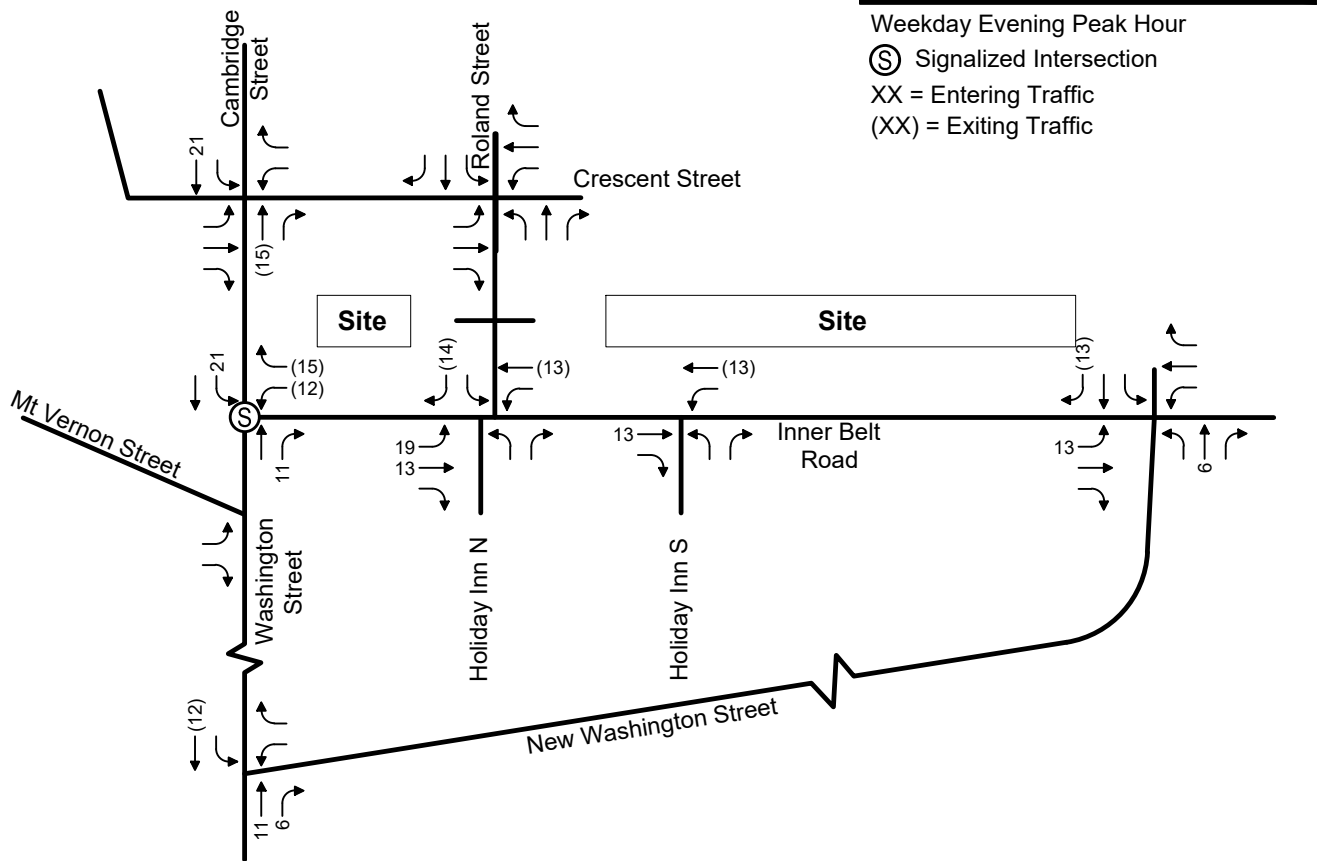 Weekday Evening Peak Hour
S Signalized Intersection
XX = Entering Traffic
(XX) = Exiting Traffic
Cambridge
Street
Roland Street
21
Crescent Street
(15)
Site
Site
21
(15)
(12)
(14)
(13)
(13)
(13)
S
Mt Vernon Street
11
19
13
13
Inner Belt
Road
13
6
Washington
Street
Holiday Inn N
Holiday Inn S
(12)
New Washington Street
11
6